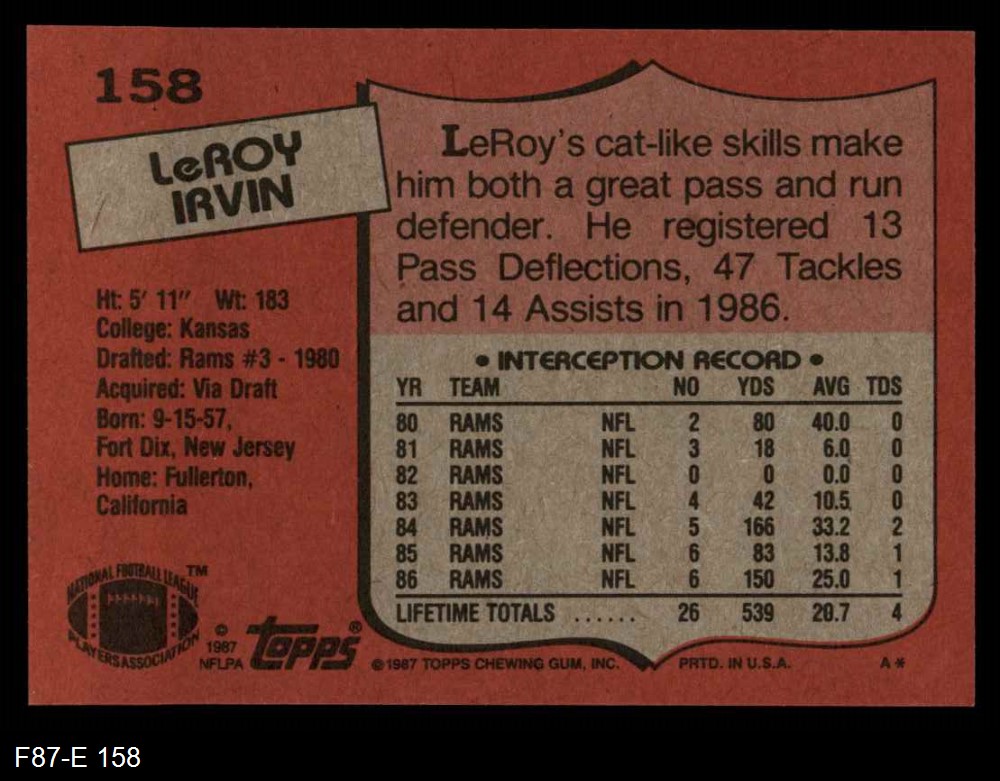 158
LeROY
IRVIN
Ht: 5' 11" Wt: 183
College: Kansas
Drafted: Rams #3 - 1980
Acquired: Via Draft
Born: 9-15-57,
Fort Dix, New Jersey
Home: Fullerton,
California
LeRoy's cat-like skills make
him both a great pass and run
defender. He registered 13
Pass Deflections, 47 Tackles
and 14 Assists in 1986.
• INTERCEPTION RECORD •
YR TEAM NO YDS AVG TDS
80 RAMS NFL 2 80 40.0 0
81 RAMS NFL 3 18 6.0 0
82 RAMS NFL 0 0 0.0 0
83 RAMS NFL 4 42 10.5 0
84 RAMS NFL 5 166 33.2 2
85 RAMS NFL 6 83 13.8 1
86 RAMS NFL 6 150 25.0 1
LIFETIME TOTALS ...... 26 539 20.7 4
NATIONAL FOOTBALL LEAGUE TM
PLAYERS ASSOCIATION
©
1987
NFLPA
topps®
©1987 TOPPS CHEWING GUM, INC. PRTD. IN U.S.A. A*
F87-E 158